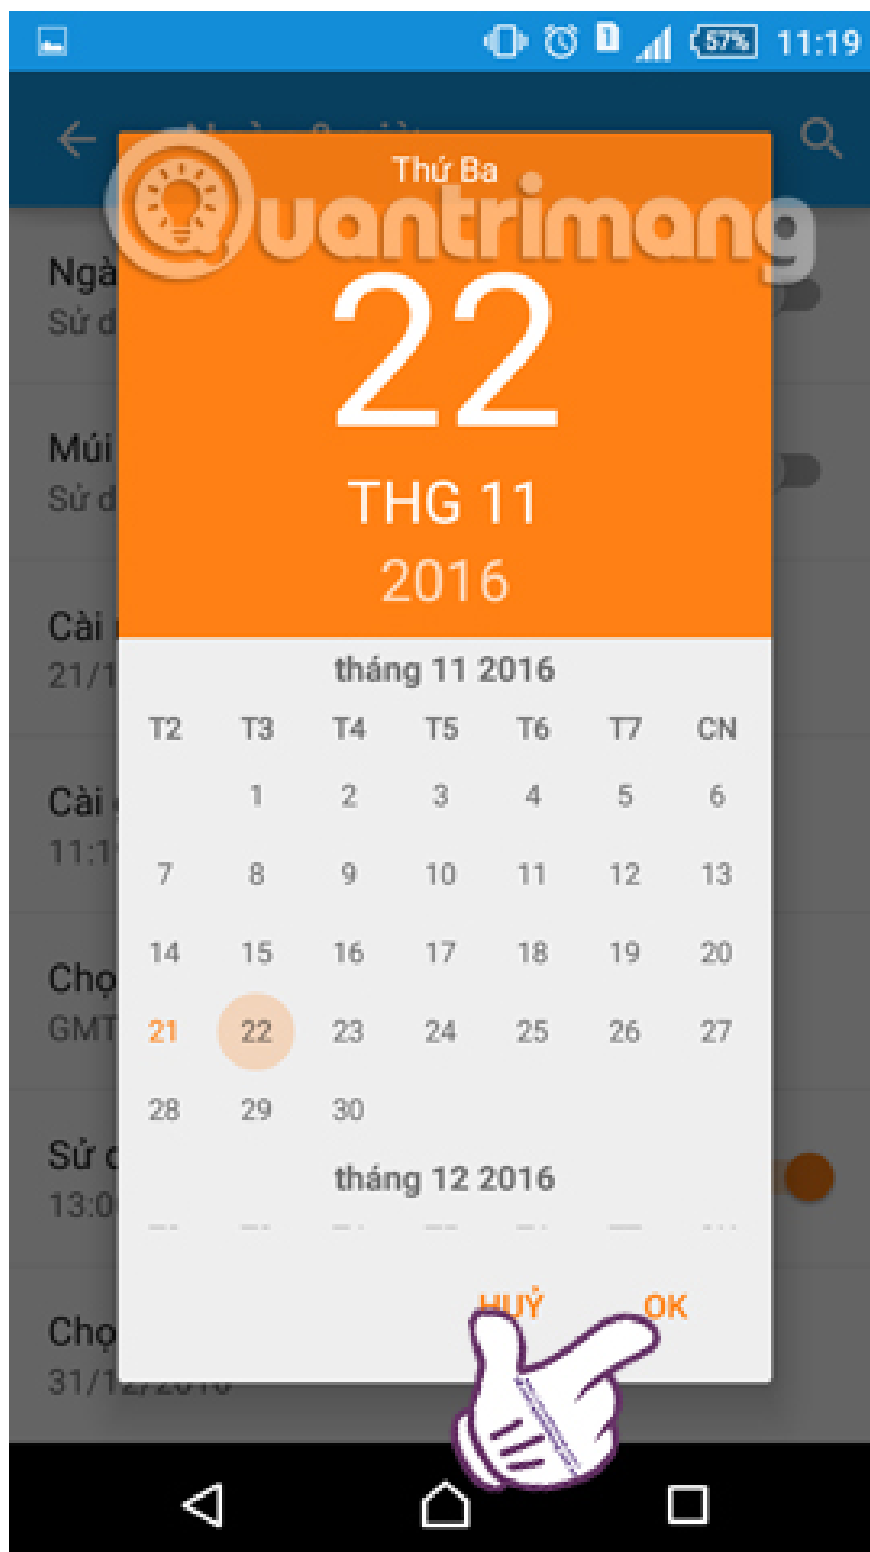 57% 11:19
Thứ Ba
Quantrimang
22
THG 11
2016
Ngà
Sử d
Múi
Sử d
Cài
21/1
Cài
11:1
Chọ
GMT
Sử
13:0
Chọ
31/12/2016
tháng 11 2016
T2 T3 T4 T5 T6 T7 CN
1 2 3 4 5 6
7 8 9 10 11 12 13
14 15 16 17 18 19 20
21 22 23 24 25 26 27
28 29 30
tháng 12 2016
HUỶ OK